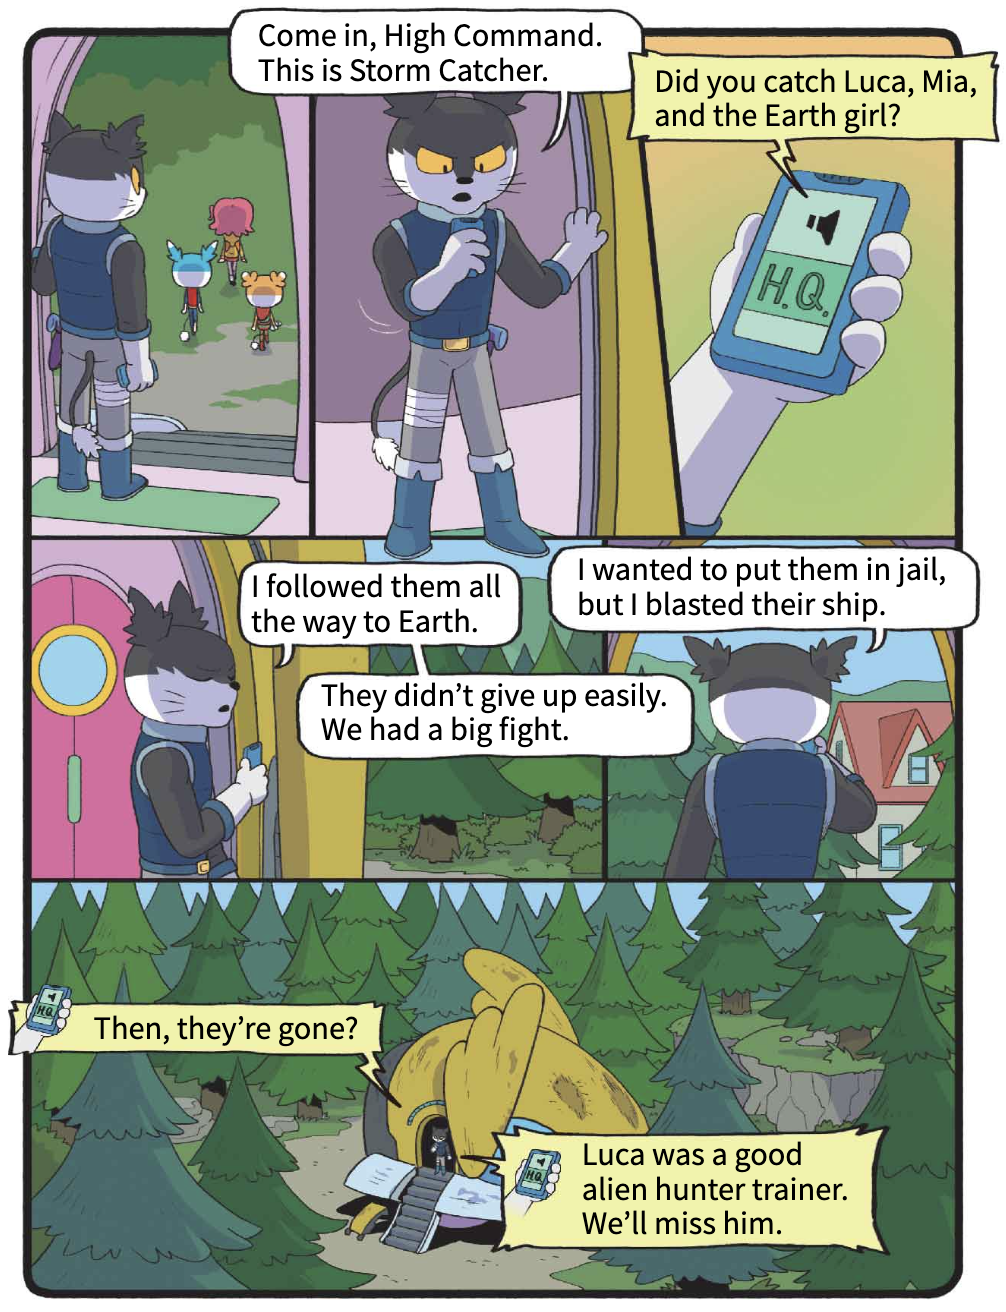 Come in, High Command.
This is Storm Catcher.
Did you catch Luca, Mia,
and the Earth girl?
H.Q.
I followed them all
the way to Earth.
They didn’t give up easily.
We had a big fight.
I wanted to put them in jail,
but I blasted their ship.
H.Q.
Then, they’re gone?
H.Q.
Luca was a good
alien hunter trainer.
We’ll miss him.